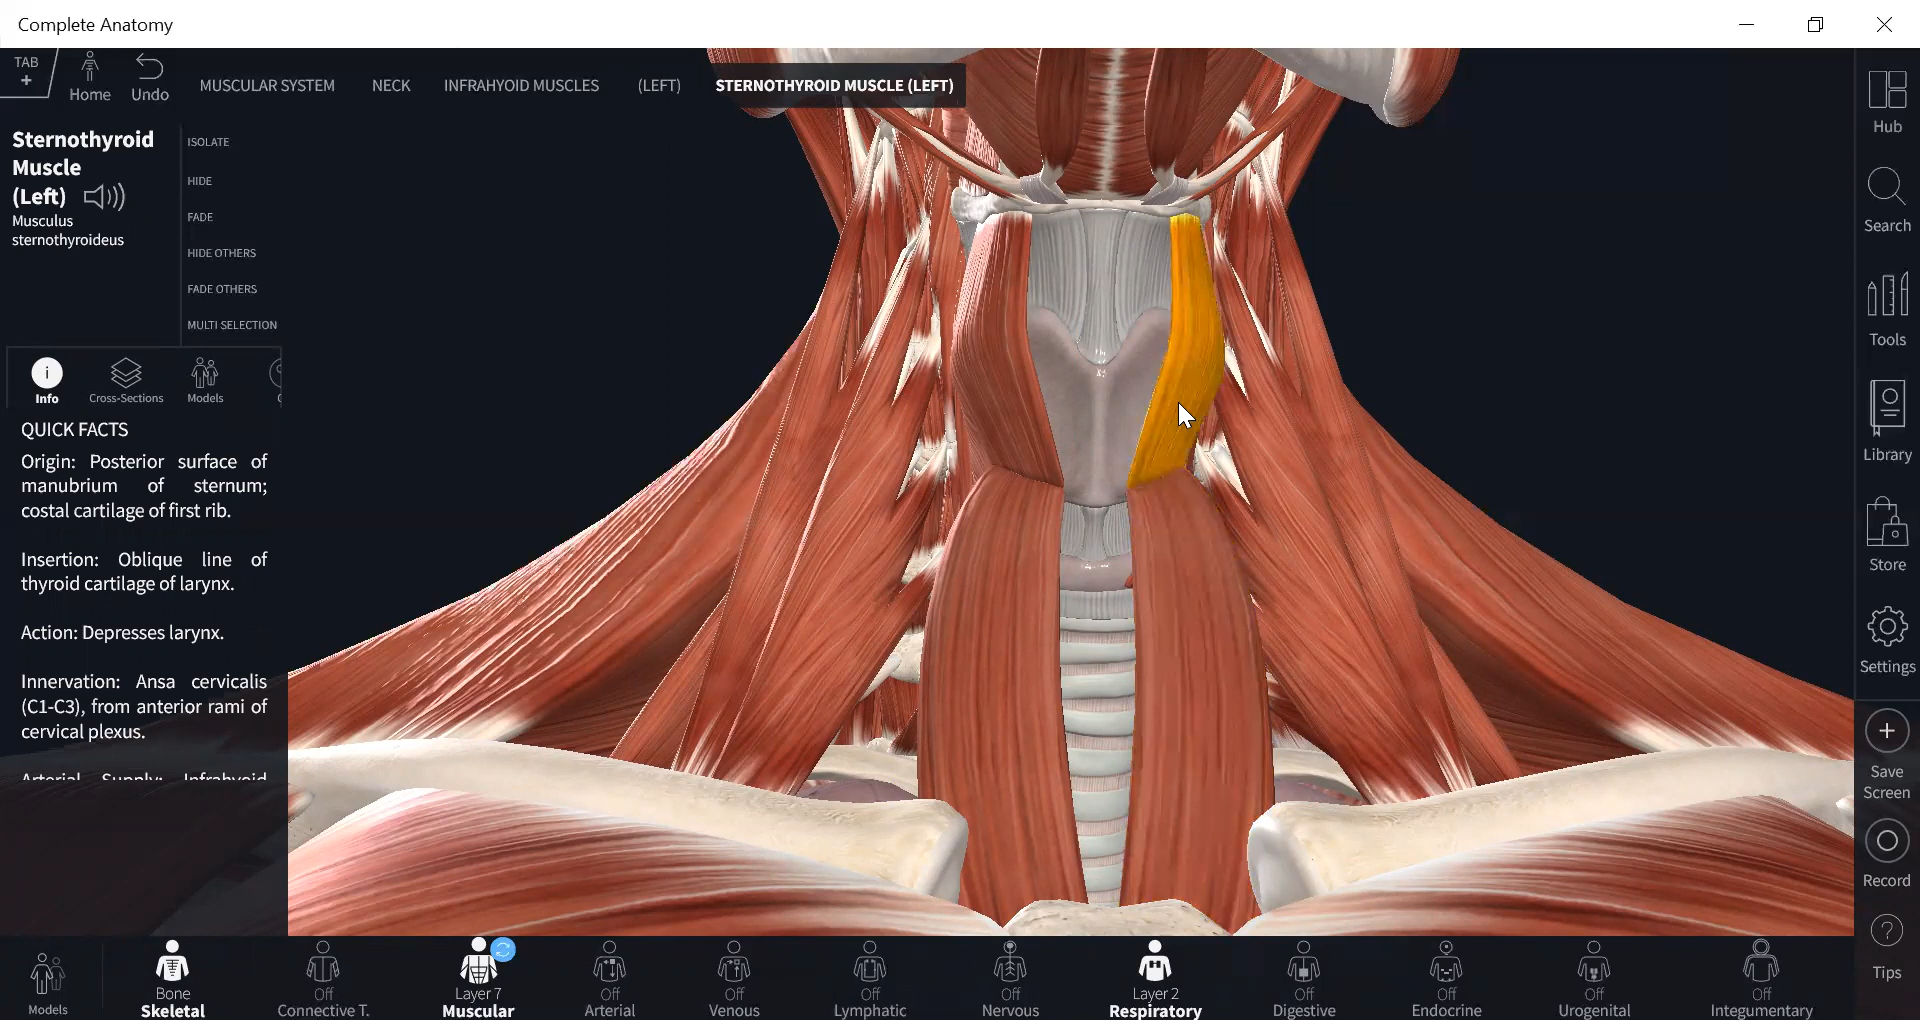 Complete Anatomy
TAB
+
Home
Undo
MUSCULAR SYSTEM
NECK
INFRAHYOID MUSCLES
(LEFT)
STERNOTHYROID MUSCLE (LEFT)
Sternothyroid
Muscle
(Left)
Musculus
sternothyroideus
ISOLATE
HIDE
FADE
HIDE OTHERS
FADE OTHERS
MULTI SELECTION
i
Info
Cross-Sections
Models
QUICK FACTS
Origin: Posterior surface of
manubrium of sternum;
costal cartilage of first rib.
Insertion: Oblique line of
thyroid cartilage of larynx.
Action: Depresses larynx.
Innervation: Ansa cervicalis
(C1-C3), from anterior rami of
cervical plexus.
Arterial Supply: Infrahyoid
Hub
Search
Tools
Library
Store
Settings
+
Save
Screen
Record
?
Tips
Models
Bone
Skeletal
Off
Connective T.
Layer 7
Muscular
Off
Arterial
Off
Venous
Off
Lymphatic
Off
Nervous
Layer 2
Respiratory
Off
Digestive
Off
Endocrine
Off
Urogenital
Off
Integumentary